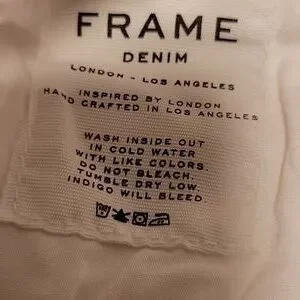 FRAME
DENIM
LONDON - LOS ANGELES
INSPIRED BY LONDON
HAND CRAFTED IN LOS ANGELES
WASH INSIDE OUT
IN COLD WATER
WITH LIKE COLORS.
DO NOT BLEACH.
TUMBLE DRY LOW.
INDIGO WILL BLEED.